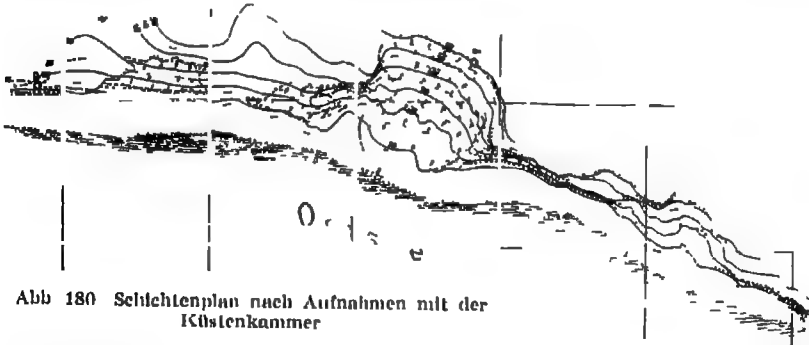 Abb 180 Schichtenplan nach Aufnahmen mit der
Küstenkammer